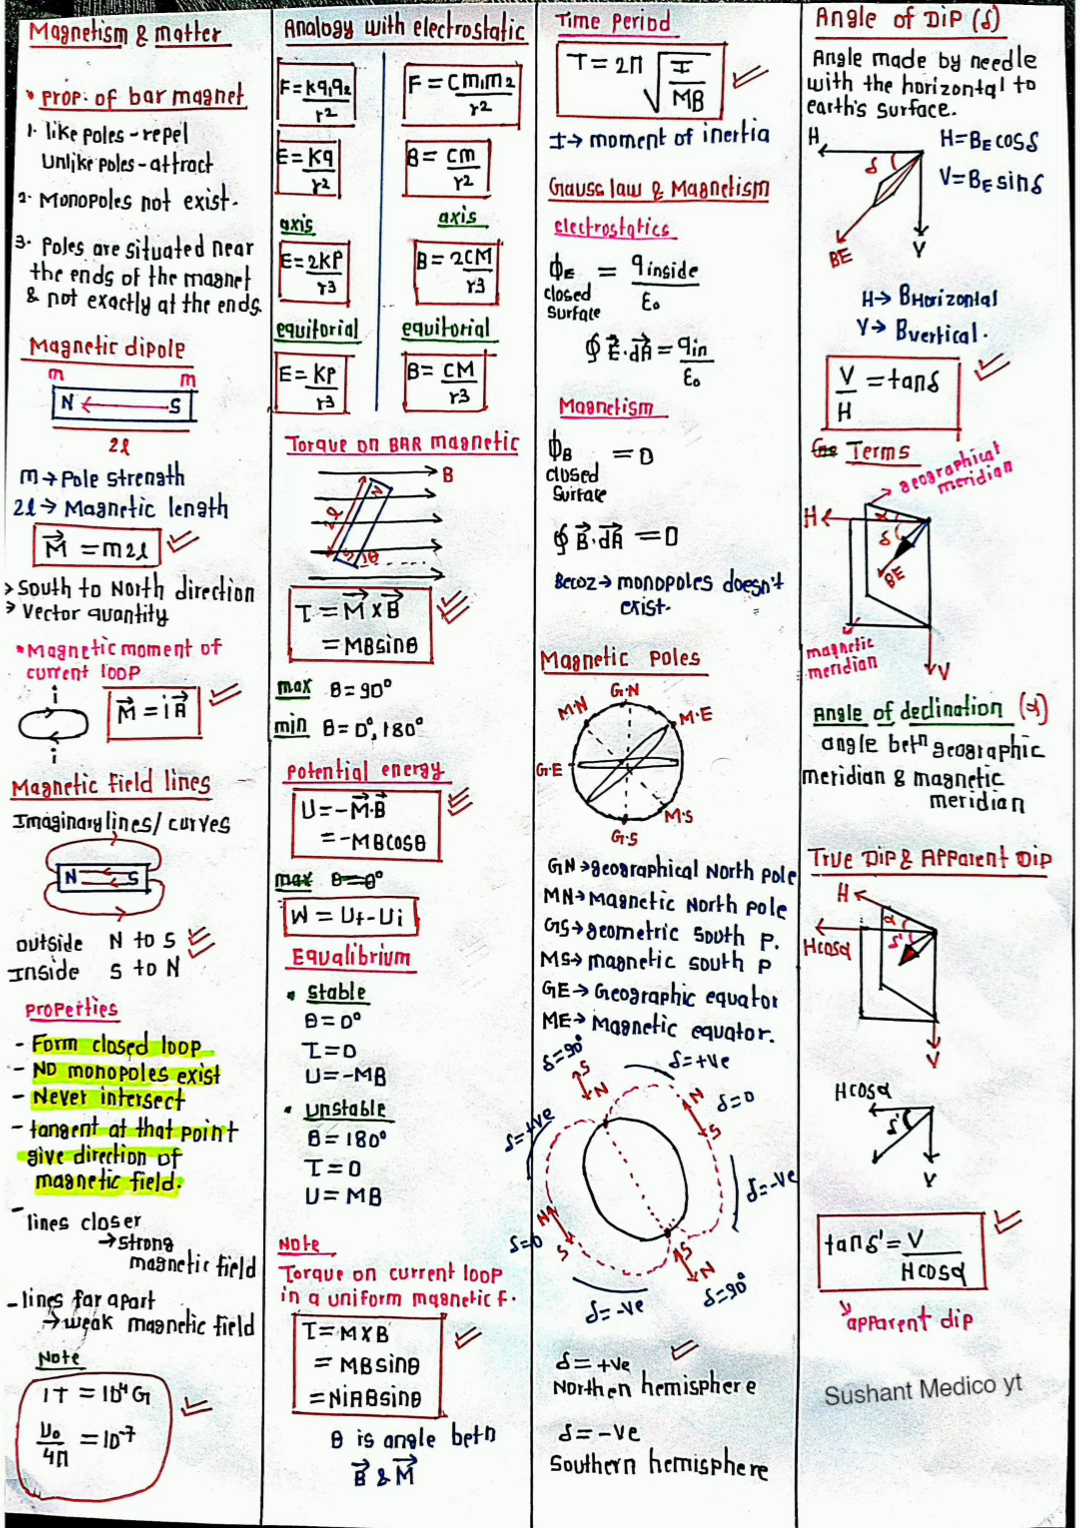 Magnetism & matter
• Prop. of bar magnet
1. like poles - repel
Unlike poles - attract
2. Monopoles not exist.
3. Poles are situated near
the ends of the magnet
& not exactly at the ends.
Magnetic dipole
m m
N S
2l
m → Pole strength
2l → Magnetic length
M⃗ = m2l
> South to North direction
> Vector quantity
• Magnetic moment of
current loop
i
M⃗ = iA⃗
i
Magnetic field lines
Imaginary lines/curves
N S
outside N to S
Inside S to N
Properties
- Form closed loop
- No monopoles exist
- Never intersect
- tangent at that point
give direction of
magnetic field.
- lines closer
→ strong
magnetic field
- lines far apart
→ weak magnetic field
Note
1T = 10⁴ G
μ₀/4π = 10⁻⁷
Analogy with electrostatic
F = Kq₁q₂/r² F = Cm₁m₂/r²
E = Kq/r² B = Cm/r²
axis axis
E = 2KP/r3 B = 2CM/r3
equitorial equitorial
E = KP/r3 B = CM/r3
Torque on BAR magnetic
B
2l N S θ
τ = M⃗ × B⃗
= MBsinθ
max θ = 90°
min θ = 0°, 180°
Potential energy
U = -M⃗·B⃗
= -MBcosθ
max θ = 0°
W = Uf - Ui
Equalibrium
• stable
θ = 0°
τ = 0
U = -MB
• unstable
θ = 180°
τ = 0
U = MB
Note
Torque on current loop
in a uniform magnetic f.
τ = M×B
= MBsinθ
= NiABsinθ
θ is angle betn
B⃗ & M⃗
Time period
T = 2π √(I/MB)
I → moment of inertia
Gauss law & Magnetism
electrostatics
ϕE = qinside/ε₀
closed
surface
∮ E⃗·dA⃗ = qin/ε₀
Magnetism
ϕB = 0
closed
surface
∮ B⃗·dA⃗ = 0
Becoz → monopoles doesn't
exist.
Magnetic Poles
G·N
M·N M·E
G·E
M·S
G·S
GN → geographical North pole
MN → Magnetic North pole
GS → geometric South P.
MS → magnetic south P
GE → Geographic equator
ME → Magnetic equator.
δ=90° δ=+ve
S N N δ=0
δ=+ve S
δ=-ve
N
δ=0 S S
N
δ=-ve δ=90°
δ = +ve
Northen hemisphere
δ = -ve
Southern hemisphere
Angle of Dip (δ)
Angle made by needle
with the horizontal to
earth's surface.
H H = BE cosδ
δ V = BE sinδ
BE V
H → BHorizontal
V → Bvertical.
V/H = tanδ
Terms
geographical
meridian
H α
δ
BE
magnetic
meridian V
Angle of declination (α)
angle betn geographic
meridian & magnetic
meridian
True Dip & Apparent Dip
H
α
Hcosα δ'
V
Hcosα
δ'
V
tanδ' = V/Hcosα
apparent dip
Sushant Medico yt